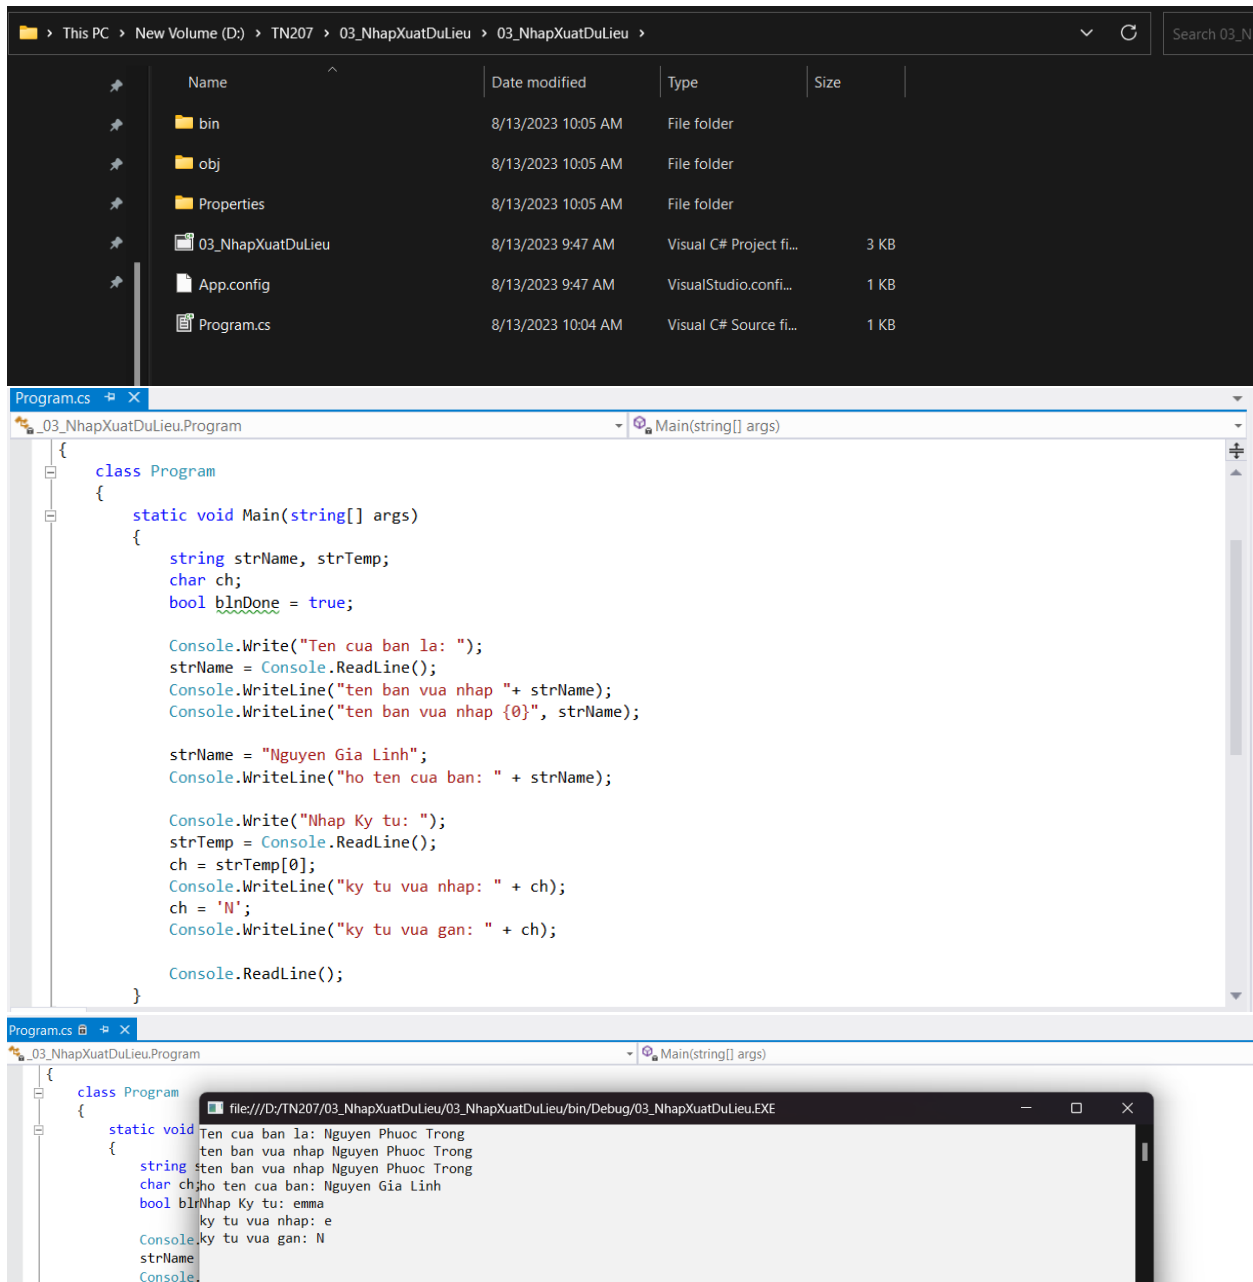 This PC > New Volume (D:) > TN207 > 03_NhapXuatDuLieu > 03_NhapXuatDuLieu >
Search 03_N
Name Date modified Type Size
bin 8/13/2023 10:05 AM File folder
obj 8/13/2023 10:05 AM File folder
Properties 8/13/2023 10:05 AM File folder
03_NhapXuatDuLieu 8/13/2023 9:47 AM Visual C# Project fi... 3 KB
App.config 8/13/2023 9:47 AM VisualStudio.confi... 1 KB
Program.cs 8/13/2023 10:04 AM Visual C# Source fi... 1 KB
Program.cs
_03_NhapXuatDuLieu.Program Main(string[] args)
{
class Program
{
static void Main(string[] args)
{
string strName, strTemp;
char ch;
bool blnDone = true;
Console.Write("Ten cua ban la: ");
strName = Console.ReadLine();
Console.WriteLine("ten ban vua nhap "+ strName);
Console.WriteLine("ten ban vua nhap {0}", strName);
strName = "Nguyen Gia Linh";
Console.WriteLine("ho ten cua ban: " + strName);
Console.Write("Nhap Ky tu: ");
strTemp = Console.ReadLine();
ch = strTemp[0];
Console.WriteLine("ky tu vua nhap: " + ch);
ch = 'N';
Console.WriteLine("ky tu vua gan: " + ch);
Console.ReadLine();
}
Program.cs
_03_NhapXuatDuLieu.Program Main(string[] args)
{
class Program
{
static void
{
string s
char ch;
bool bln
Console.
strName
Console.
file:///D:/TN207/03_NhapXuatDuLieu/03_NhapXuatDuLieu/bin/Debug/03_NhapXuatDuLieu.EXE
Ten cua ban la: Nguyen Phuoc Trong
ten ban vua nhap Nguyen Phuoc Trong
ten ban vua nhap Nguyen Phuoc Trong
ho ten cua ban: Nguyen Gia Linh
Nhap Ky tu: emma
ky tu vua nhap: e
ky tu vua gan: N